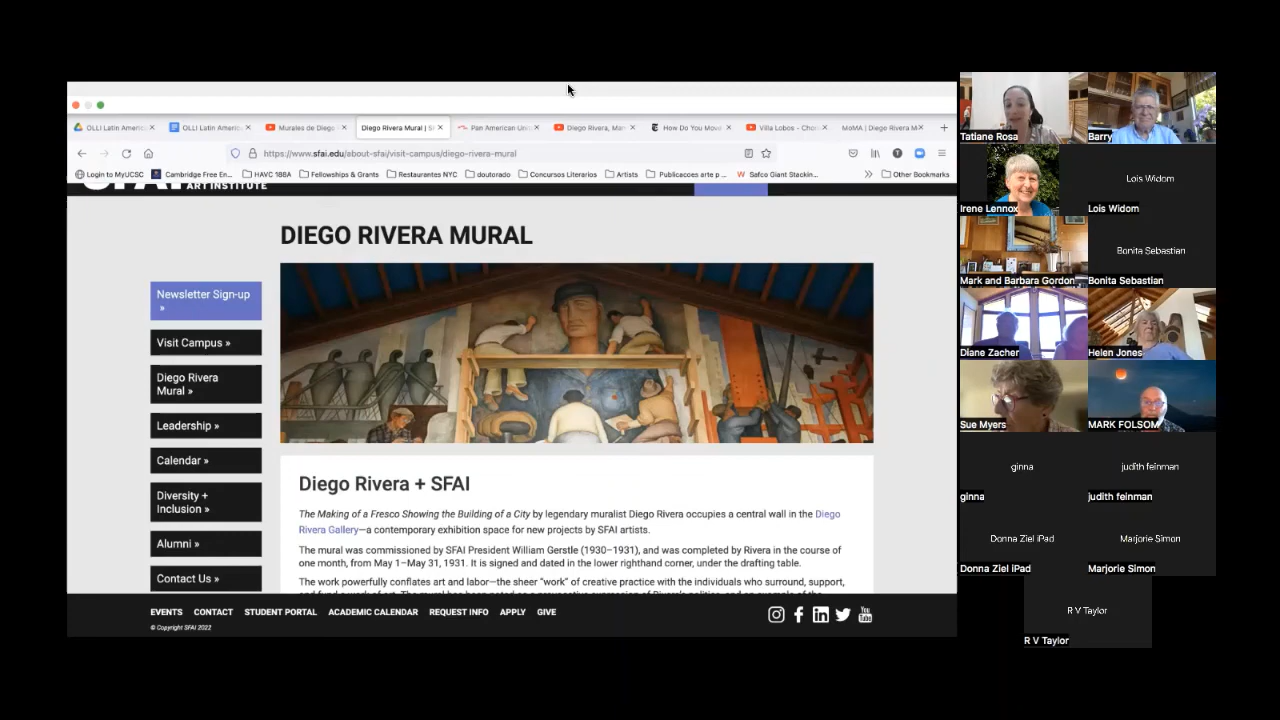 OLLI Latin Americ
OLLI Latin Americ
Murales de Diego
Diego Rivera Mural | S
Pan American Uni
Diego Rivera, Man
How Do You Move
Villa Lobos - Cho
MoMA | Diego Rivera M
https://www.sfai.edu/about-sfai/visit-campus/diego-rivera-mural
Login to MyUCSC
Cambridge Free En...
HAVC 188A
Fellowships & Grants
Restaurentes NYC
doutorado
Concursos Literarios
Artists
Publicacoes arte p...
Safco Giant Stackin...
Other Bookmarks
ART INSTITUTE
DIEGO RIVERA MURAL
Newsletter Sign-up
»
Visit Campus »
Diego Rivera
Mural »
Leadership »
Calendar »
Diversity +
Inclusion »
Alumni »
Contact Us »
Diego Rivera + SFAI
The Making of a Fresco Showing the Building of a City by legendary muralist Diego Rivera occupies a central wall in the Diego
Rivera Gallery—a contemporary exhibition space for new projects by SFAI artists.
The mural was commissioned by SFAI President William Gerstle (1930–1931), and was completed by Rivera in the course of
one month, from May 1–May 31, 1931. It is signed and dated in the lower righthand corner, under the drafting table.
The work powerfully conflates art and labor—the sheer "work" of creative practice with the individuals who surround, support,
EVENTS CONTACT STUDENT PORTAL ACADEMIC CALENDAR REQUEST INFO APPLY GIVE
© Copyright SFAI 2022
Tatiane Rosa
Barry
Irene Lennox
Lois Widom
Lois Widom
Mark and Barbara Gordon
Bonita Sebastian
Bonita Sebastian
Diane Zacher
Helen Jones
Sue Myers
MARK FOLSOM
ginna
ginna
judith feinman
judith feinman
Donna Ziel iPad
Donna Ziel iPad
Marjorie Simon
Marjorie Simon
R V Taylor
R V Taylor